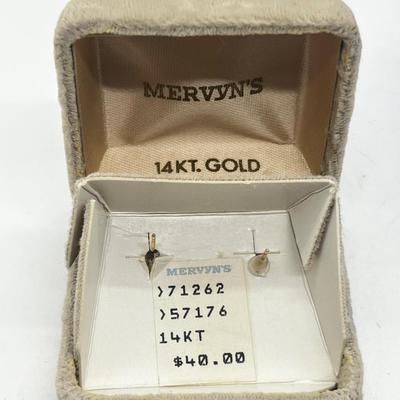 MERVYN'S
14KT. GOLD
MERVYN'S
>71262
>57176
14KT
$40.00